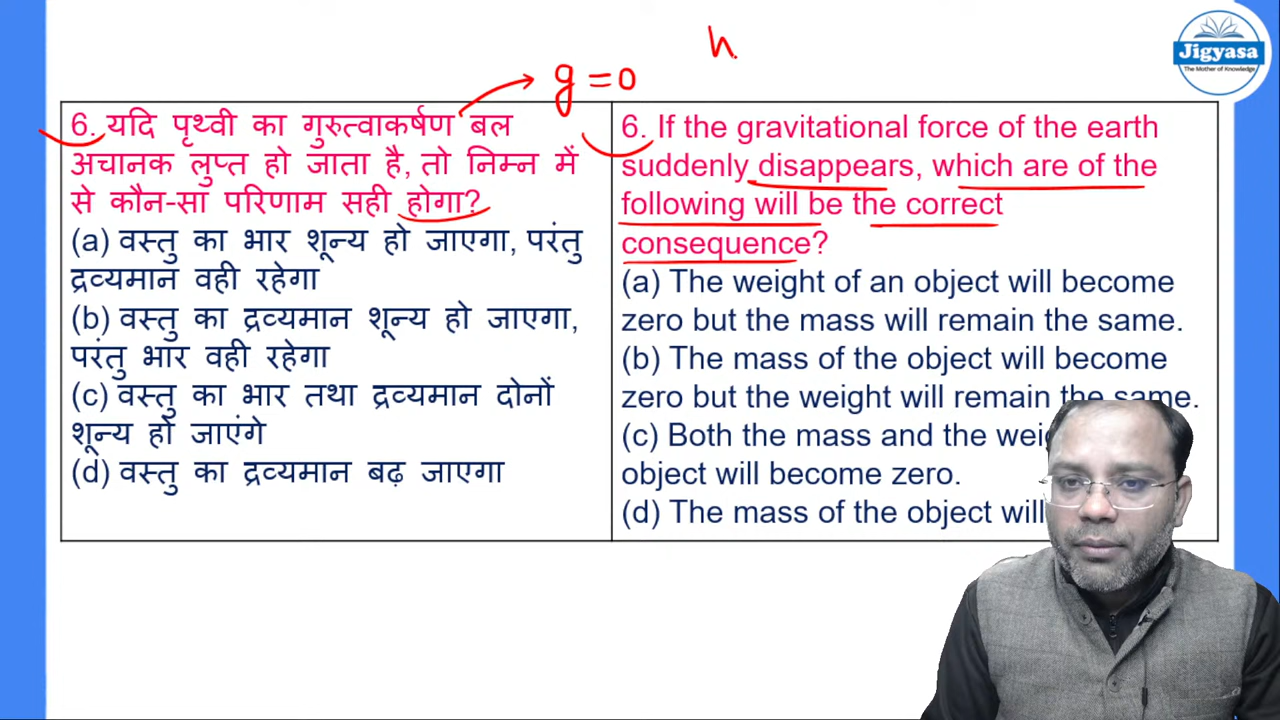 h
g = 0
Jigyasa
The Mother of Knowledge
6. यदि पृथ्वी का गुरुत्वाकर्षण बल
अचानक लुप्त हो जाता है, तो निम्न में
से कौन-सा परिणाम सही होगा?
(a) वस्तु का भार शून्य हो जाएगा, परंतु
द्रव्यमान वही रहेगा
(b) वस्तु का द्रव्यमान शून्य हो जाएगा,
परंतु भार वही रहेगा
(c) वस्तु का भार तथा द्रव्यमान दोनों
शून्य हो जाएंगे
(d) वस्तु का द्रव्यमान बढ़ जाएगा
6. If the gravitational force of the earth
suddenly disappears, which are of the
following will be the correct
consequence?
(a) The weight of an object will become
zero but the mass will remain the same.
(b) The mass of the object will become
zero but the weight will remain the same.
(c) Both the mass and the
object will become zero.
(d) The mass of the object will